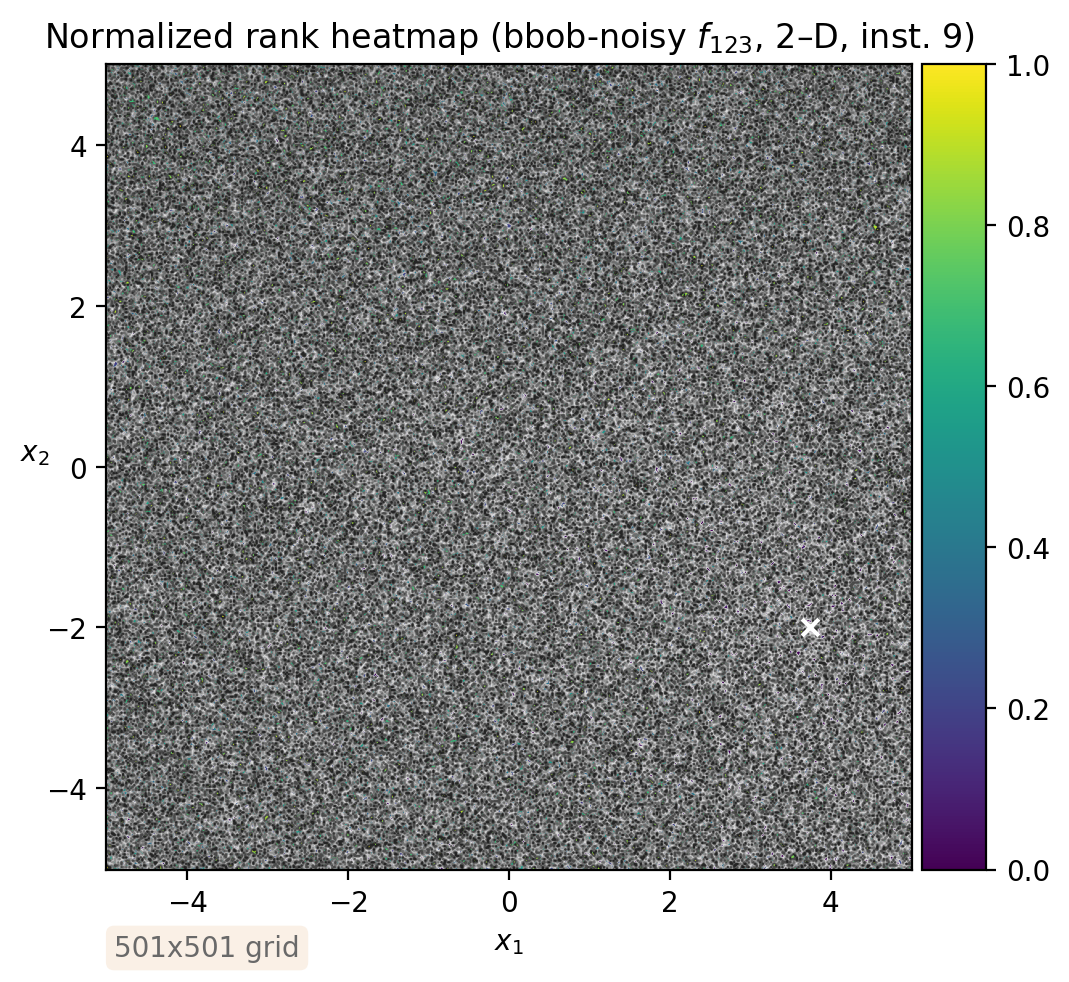 Normalized rank heatmap (bbob-noisy f₁₂₃, 2–D, inst. 9)
1.0
0.8
0.6
0.4
0.2
0.0
4
2
0
−2
−4
x₂
−4 −2 0 2 4
x₁
501x501 grid